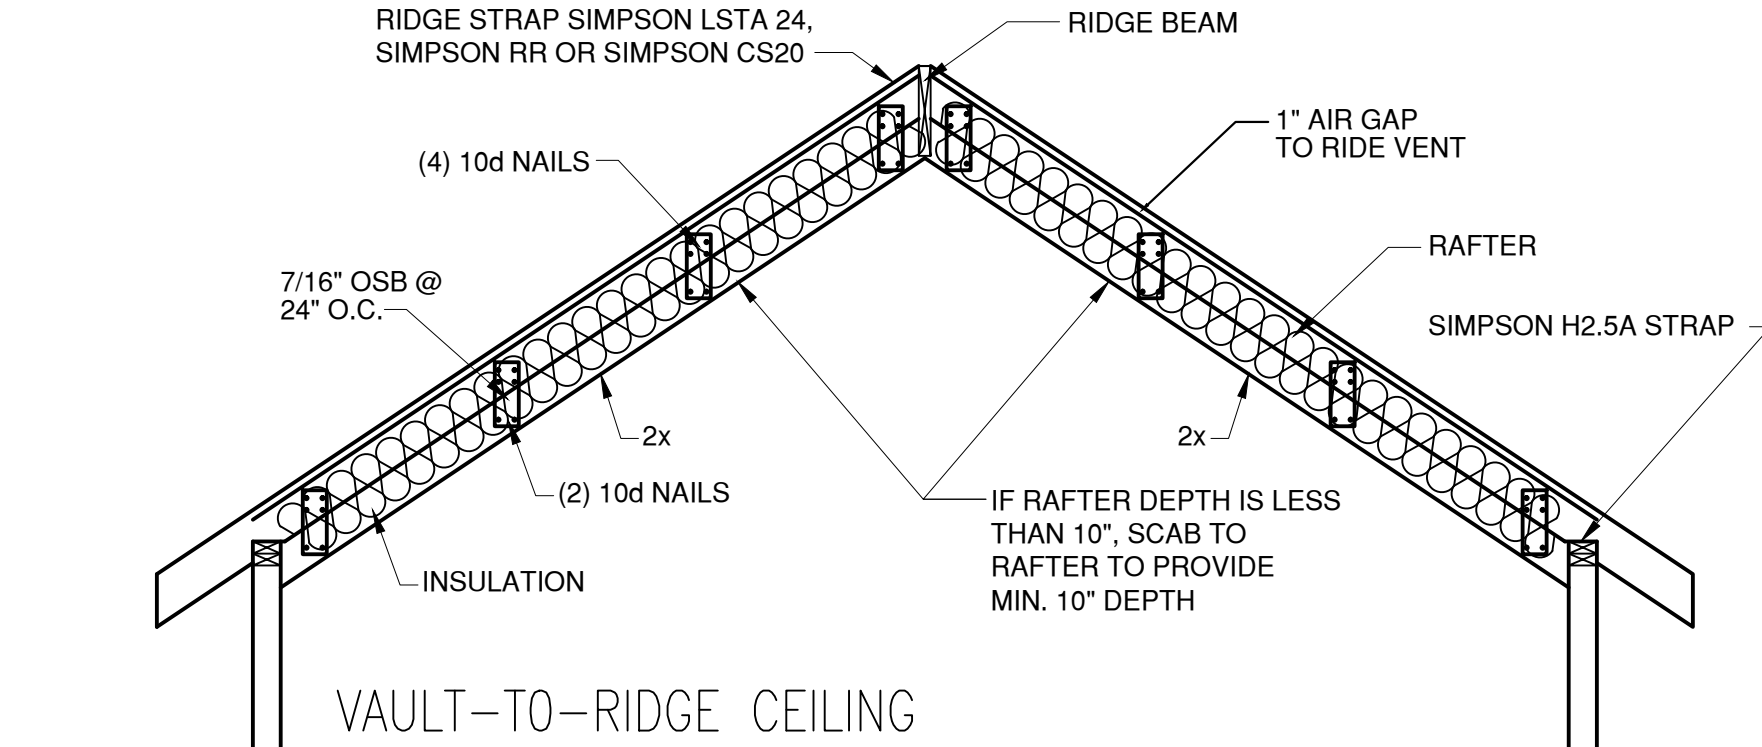 RIDGE STRAP SIMPSON LSTA 24,
SIMPSON RR OR SIMPSON CS20
RIDGE BEAM
1" AIR GAP
TO RIDE VENT
(4) 10d NAILS
RAFTER
7/16" OSB @
24" O.C.
SIMPSON H2.5A STRAP
2x
2x
(2) 10d NAILS
IF RAFTER DEPTH IS LESS
THAN 10", SCAB TO
RAFTER TO PROVIDE
MIN. 10" DEPTH
INSULATION
VAULT-TO-RIDGE CEILING